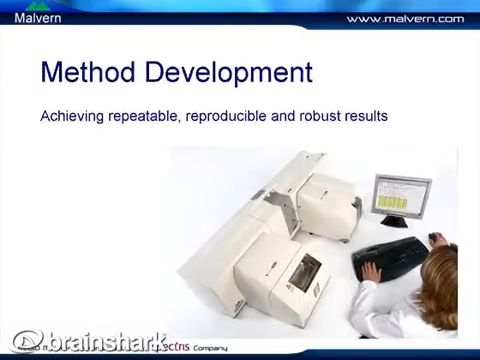 Malvern
www.malvern.com
Method Development
Achieving repeatable, reproducible and robust results
brainshark
Company